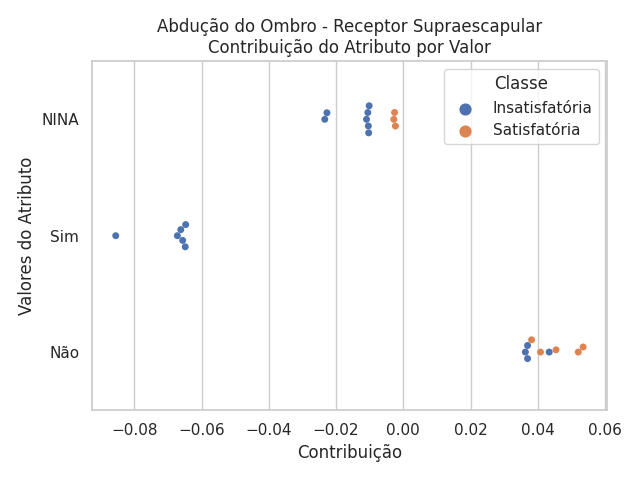 Abdução do Ombro - Receptor Supraescapular
Contribuição do Atributo por Valor
Classe
Insatisfatória
Satisfatória
Valores do Atributo
NINA
Sim
Não
−0.08 −0.06 −0.04 −0.02 0.00 0.02 0.04 0.06
Contribuição